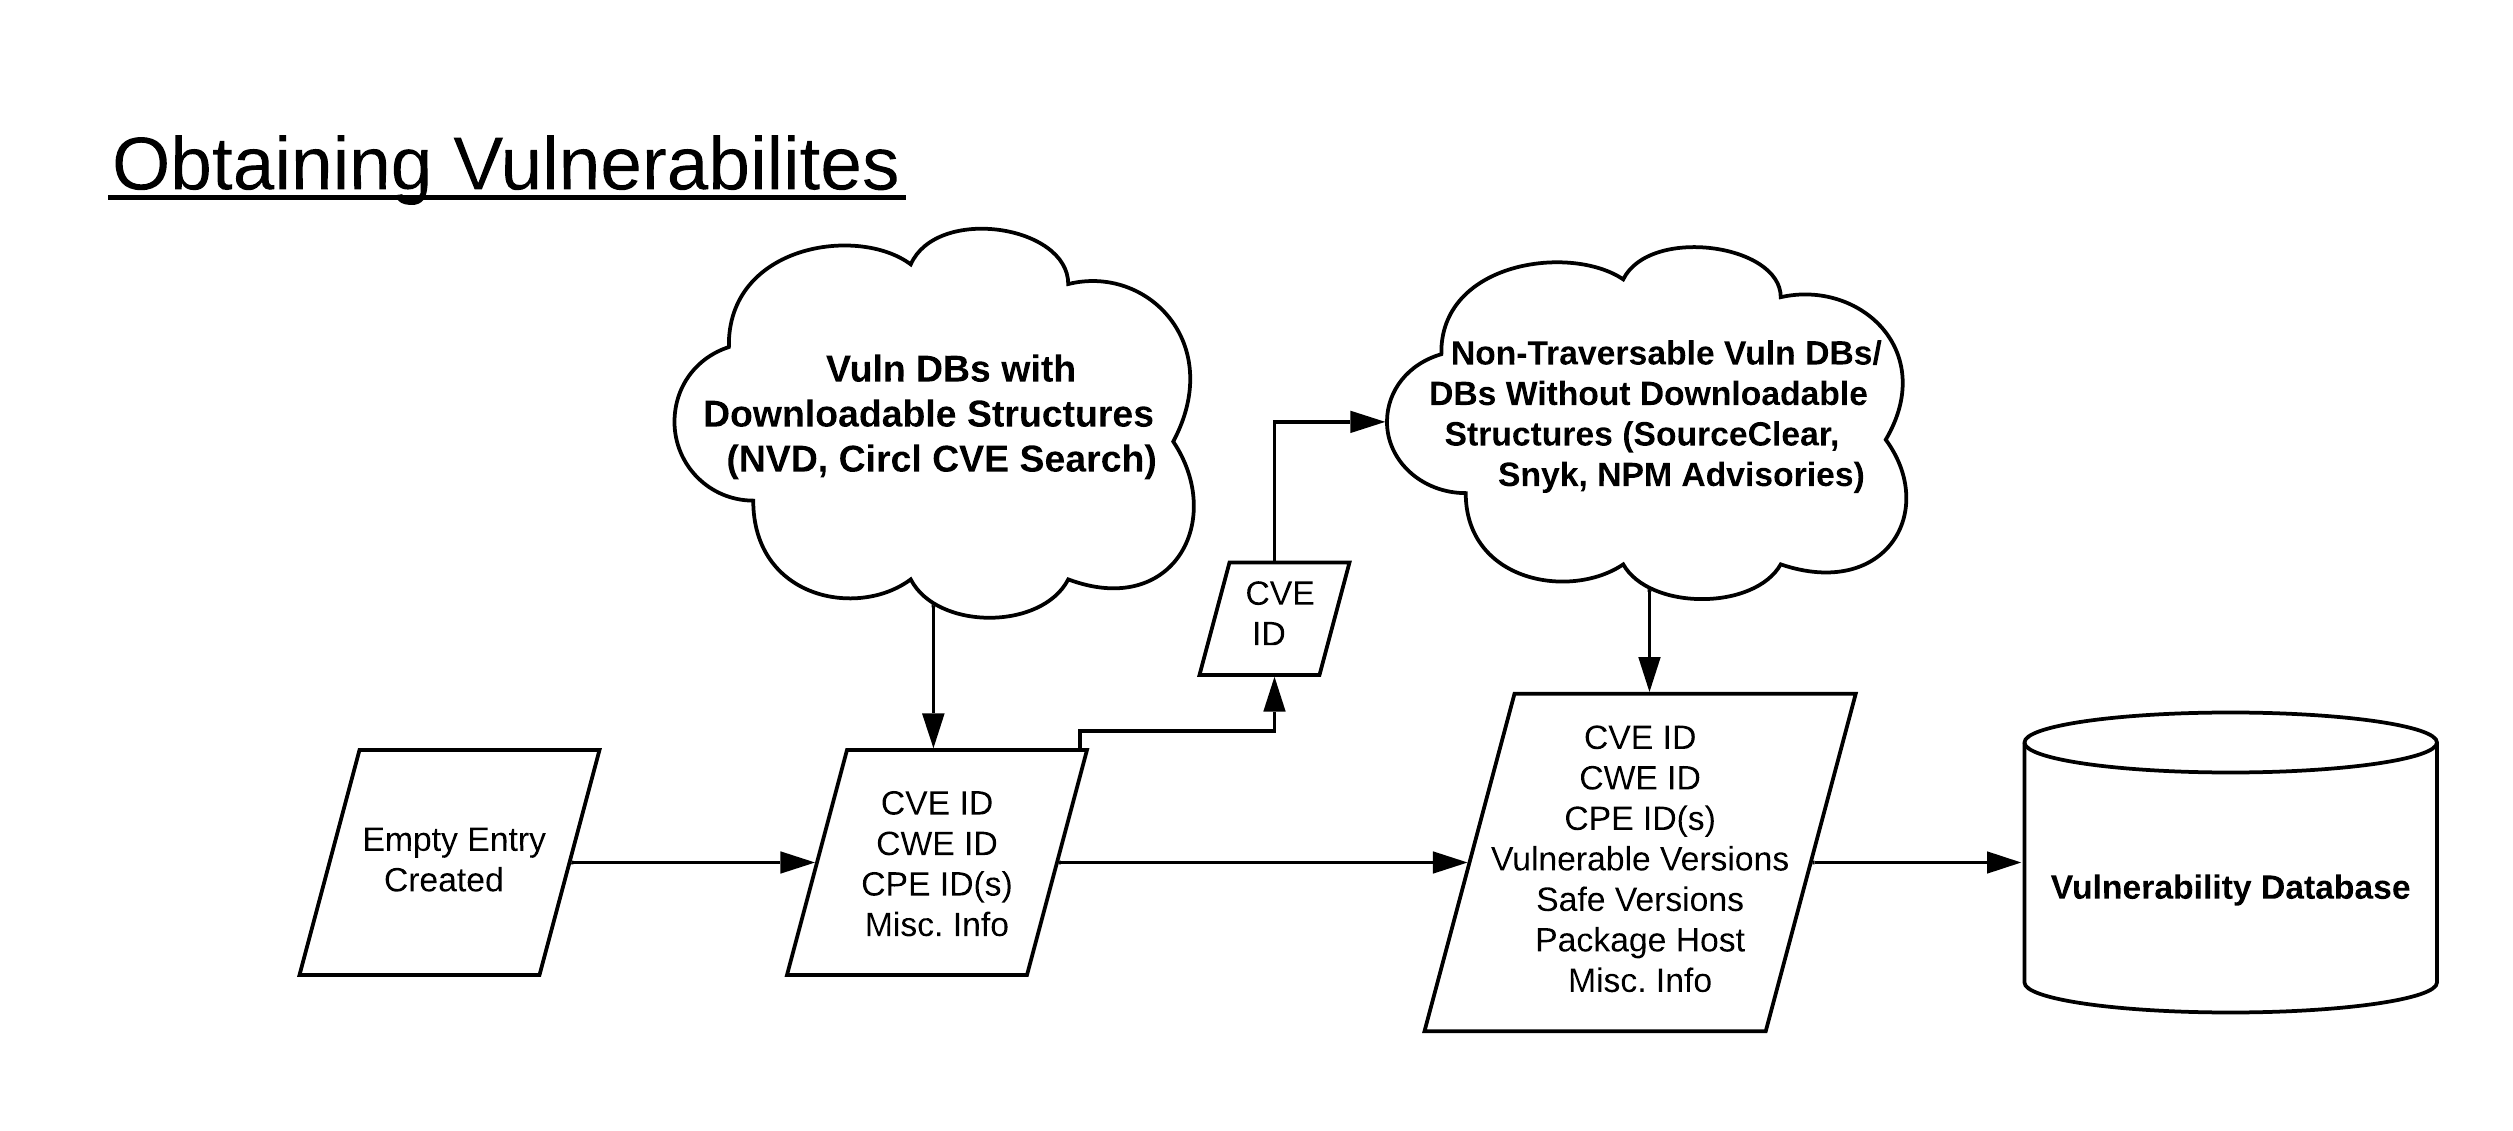 Obtaining Vulnerabilites
Vuln DBs with
Downloadable Structures
(NVD, Circl CVE Search)
Non-Traversable Vuln DBs/
DBs Without Downloadable
Structures (SourceClear,
Snyk, NPM Advisories)
CVE
ID
Empty Entry
Created
CVE ID
CWE ID
CPE ID(s)
Misc. Info
CVE ID
CWE ID
CPE ID(s)
Vulnerable Versions
Safe Versions
Package Host
Misc. Info
Vulnerability Database